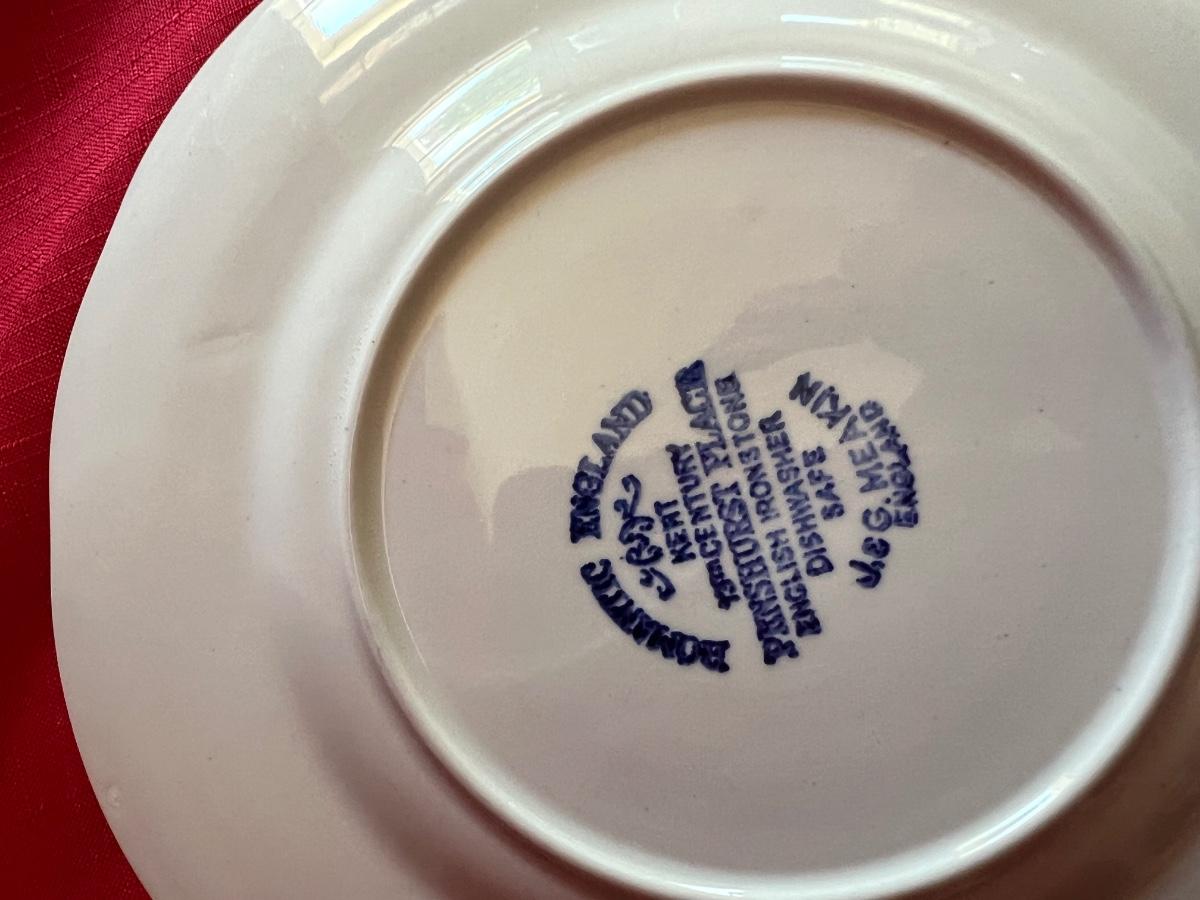 ROMANTIC ENGLAND
KENT
15TH CENTURY
PENSHURST PLACE
ENGLISH IRONSTONE
DISHWASHER
SAFE
J. & G. MEAKIN
ENGLAND